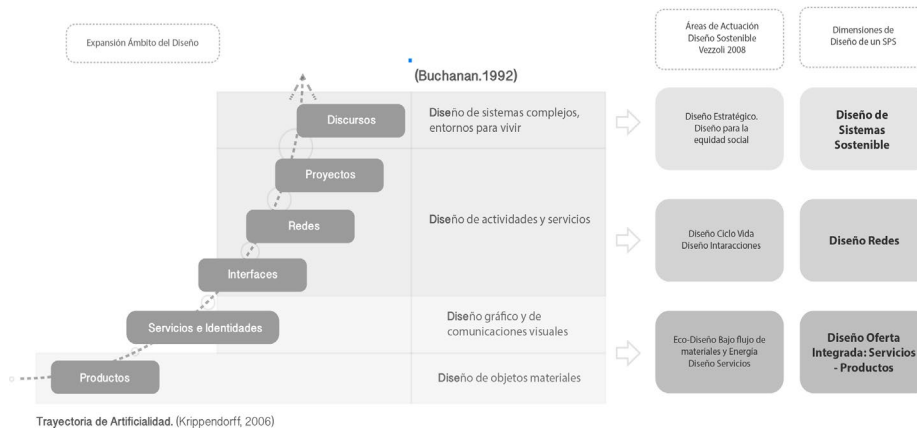 Expansión Ámbito del Diseño
Áreas de Actuación
Diseño Sostenible
Vezzoli 2008
Dimensiones de
Diseño de un SPS
(Buchanan.1992)
Discursos
Diseño de sistemas complejos,
entornos para vivir
Diseño Estratégico.
Diseño para la
equidad social
Diseño de
Sistemas
Sostenible
Proyectos
Redes
Diseño de actividades y servicios
Diseño Ciclo Vida
Diseño Intaracciones
Diseño Redes
Interfaces
Servicios e Identidades
Diseño gráfico y de
comunicaciones visuales
Eco-Diseño Bajo flujo de
materiales y Energía
Diseño Servicios
Diseño Oferta
Integrada: Servicios
- Productos
Productos
Diseño de objetos materiales
Trayectoria de Artificialidad. (Krippendorff, 2006)